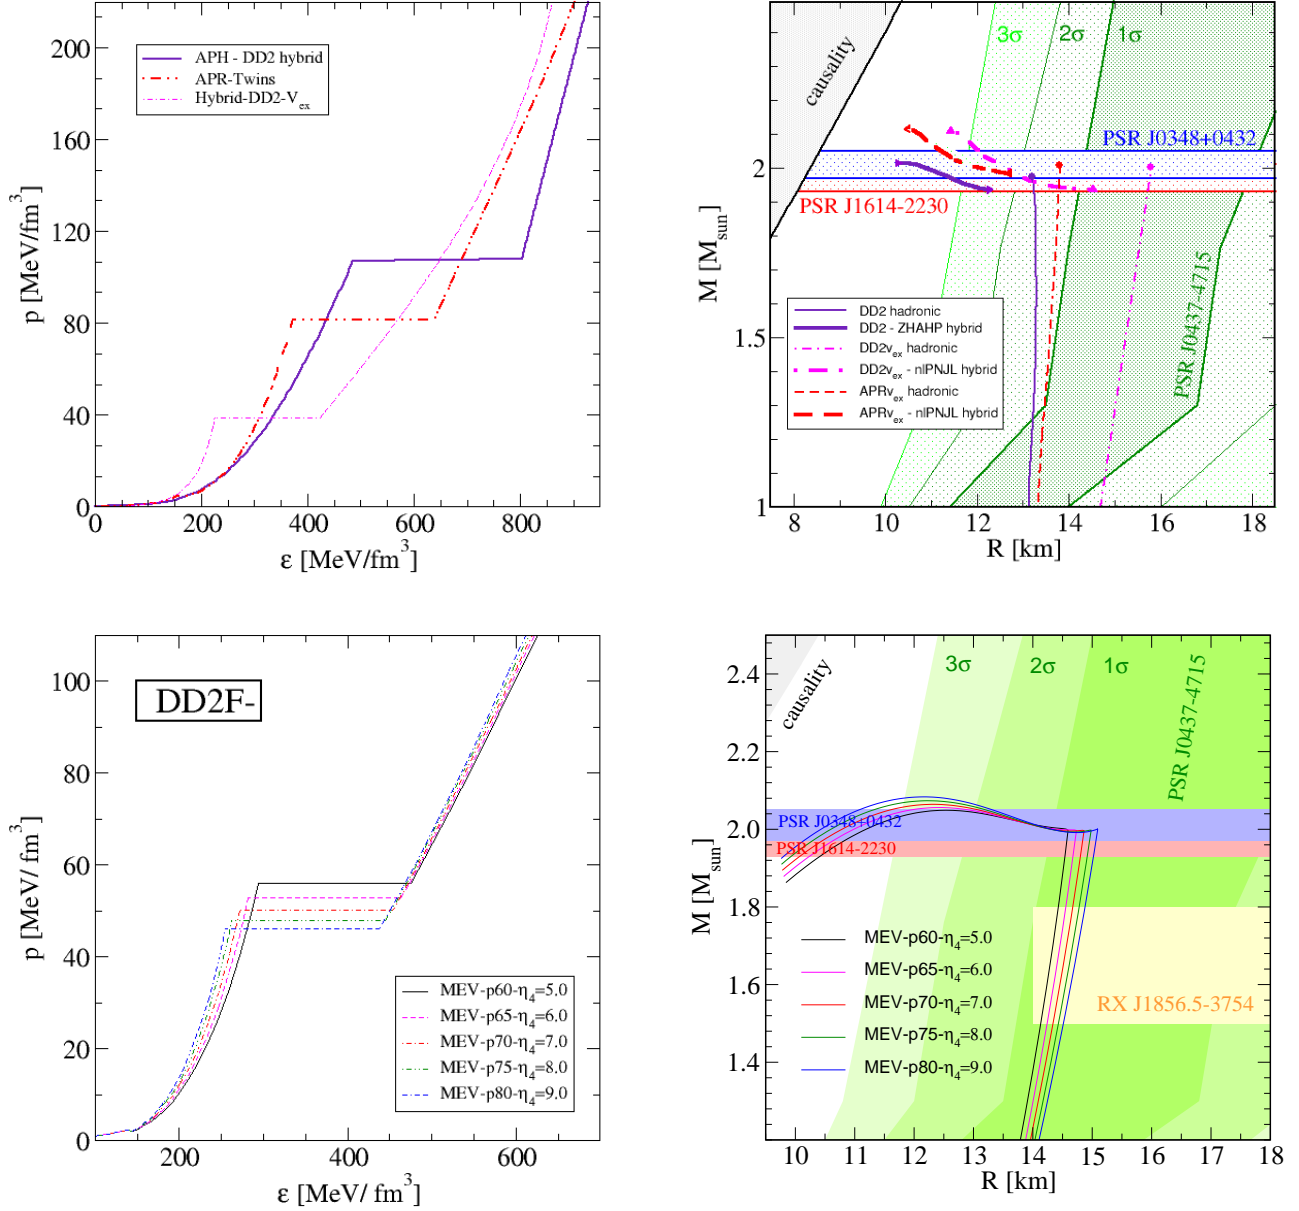 200
160
120
80
40
0
p [MeV/fm³]
APH - DD2 hybrid
APR-Twins
Hybrid-DD2-V_ex
0 200 400 600 800
ε [MeV/fm³]
2
1.5
1
M [M_sun]
causality
3σ 2σ 1σ
PSR J0348+0432
PSR J1614-2230
PSR J0437-4715
DD2 hadronic
DD2 - ZHAHP hybrid
DD2v_ex hadronic
DD2v_ex - nlPNJL hybrid
APRv_ex hadronic
APRv_ex - nlPNJL hybrid
8 10 12 14 16 18
R [km]
100
80
60
40
20
0
p [MeV/ fm³]
DD2F-
MEV-p60-η₄=5.0
MEV-p65-η₄=6.0
MEV-p70-η₄=7.0
MEV-p75-η₄=8.0
MEV-p80-η₄=9.0
200 400 600
ε [MeV/ fm³]
2.4
2.2
2.0
1.8
1.6
1.4
M [M_sun]
causality
3σ 2σ 1σ
PSR J0437-4715
PSR J0348+0432
PSR J1614-2230
RX J1856.5-3754
MEV-p60-η₄=5.0
MEV-p65-η₄=6.0
MEV-p70-η₄=7.0
MEV-p75-η₄=8.0
MEV-p80-η₄=9.0
10 11 12 13 14 15 16 17 18
R [km]